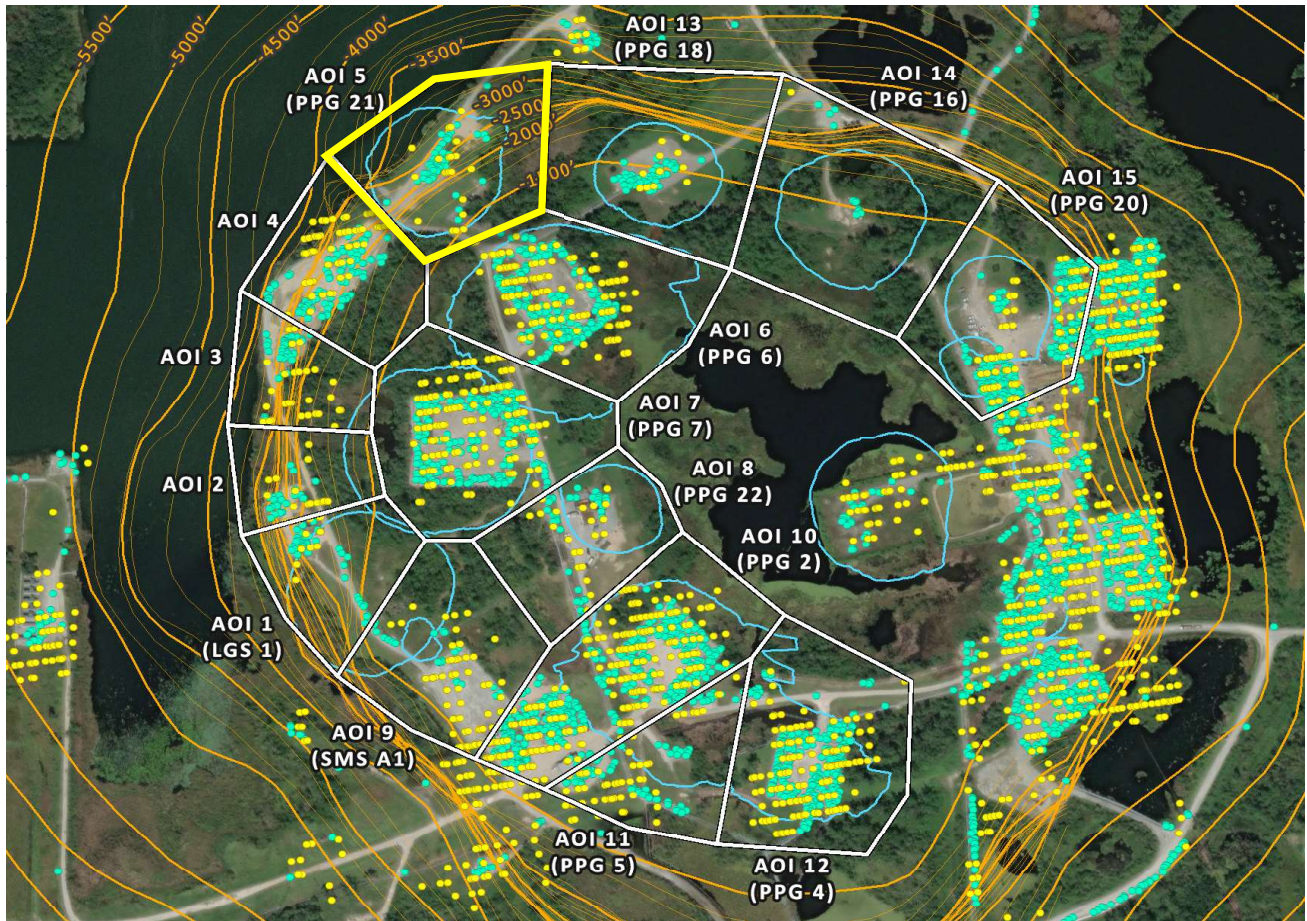 -5500'
-5000'
-4500'
-4000'
-3500'
-3000'
-2500'
-2000'
AOI 13
(PPG 18)
AOI 5
(PPG 21)
AOI 14
(PPG 16)
AOI 15
(PPG 20)
AOI 4
AOI 3
AOI 6
(PPG 6)
AOI 7
(PPG 7)
AOI 2
AOI 8
(PPG 22)
AOI 10
(PPG 2)
AOI 1
(LGS 1)
AOI 9
(SMS A1)
AOI 11
(PPG 5)
AOI 12
(PPG 4)